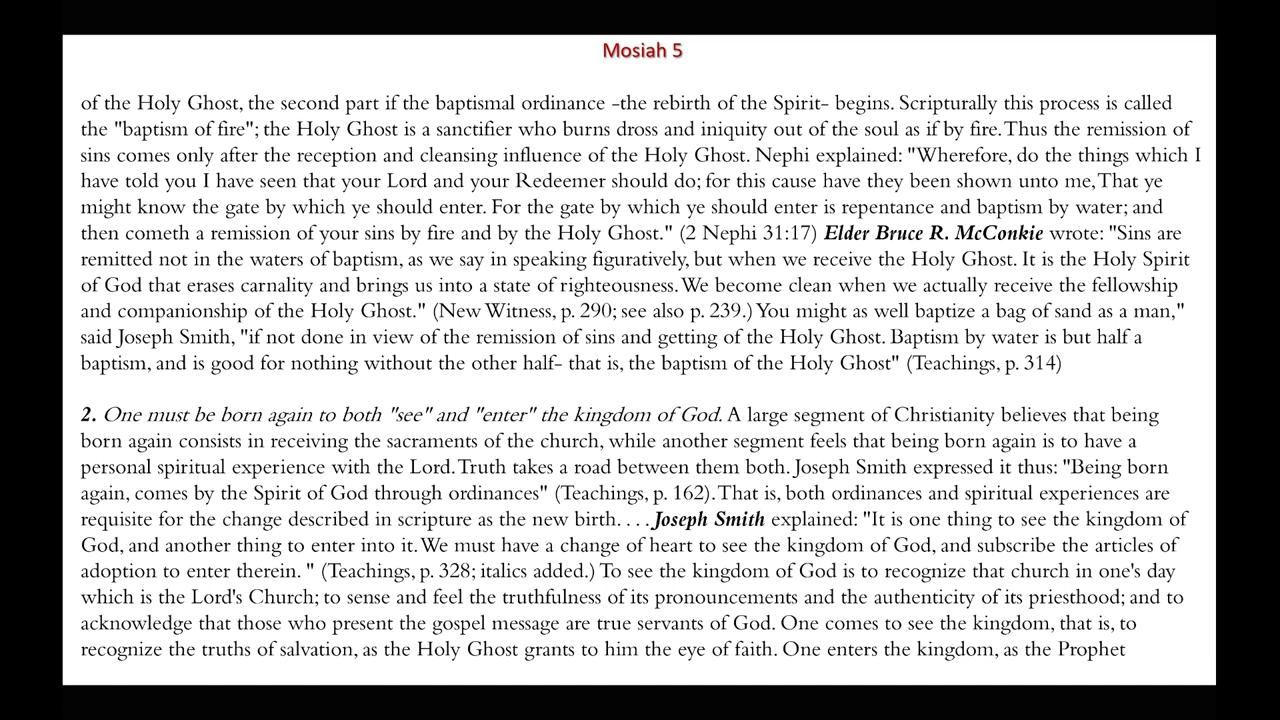 Mosiah 5
of the Holy Ghost, the second part if the baptismal ordinance -the rebirth of the Spirit- begins. Scripturally this process is called
the "baptism of fire"; the Holy Ghost is a sanctifier who burns dross and iniquity out of the soul as if by fire. Thus the remission of
sins comes only after the reception and cleansing influence of the Holy Ghost. Nephi explained: "Wherefore, do the things which I
have told you I have seen that your Lord and your Redeemer should do; for this cause have they been shown unto me, That ye
might know the gate by which ye should enter. For the gate by which ye should enter is repentance and baptism by water; and
then cometh a remission of your sins by fire and by the Holy Ghost." (2 Nephi 31:17) Elder Bruce R. McConkie wrote: "Sins are
remitted not in the waters of baptism, as we say in speaking figuratively, but when we receive the Holy Ghost. It is the Holy Spirit
of God that erases carnality and brings us into a state of righteousness. We become clean when we actually receive the fellowship
and companionship of the Holy Ghost." (New Witness, p. 290; see also p. 239.) You might as well baptize a bag of sand as a man,"
said Joseph Smith, "if not done in view of the remission of sins and getting of the Holy Ghost. Baptism by water is but half a
baptism, and is good for nothing without the other half- that is, the baptism of the Holy Ghost" (Teachings, p. 314)
2. One must be born again to both "see" and "enter" the kingdom of God. A large segment of Christianity believes that being
born again consists in receiving the sacraments of the church, while another segment feels that being born again is to have a
personal spiritual experience with the Lord. Truth takes a road between them both. Joseph Smith expressed it thus: "Being born
again, comes by the Spirit of God through ordinances" (Teachings, p. 162). That is, both ordinances and spiritual experiences are
requisite for the change described in scripture as the new birth. . . . Joseph Smith explained: "It is one thing to see the kingdom of
God, and another thing to enter into it. We must have a change of heart to see the kingdom of God, and subscribe the articles of
adoption to enter therein. " (Teachings, p. 328; italics added.) To see the kingdom of God is to recognize that church in one's day
which is the Lord's Church; to sense and feel the truthfulness of its pronouncements and the authenticity of its priesthood; and to
acknowledge that those who present the gospel message are true servants of God. One comes to see the kingdom, that is, to
recognize the truths of salvation, as the Holy Ghost grants to him the eye of faith. One enters the kingdom, as the Prophet